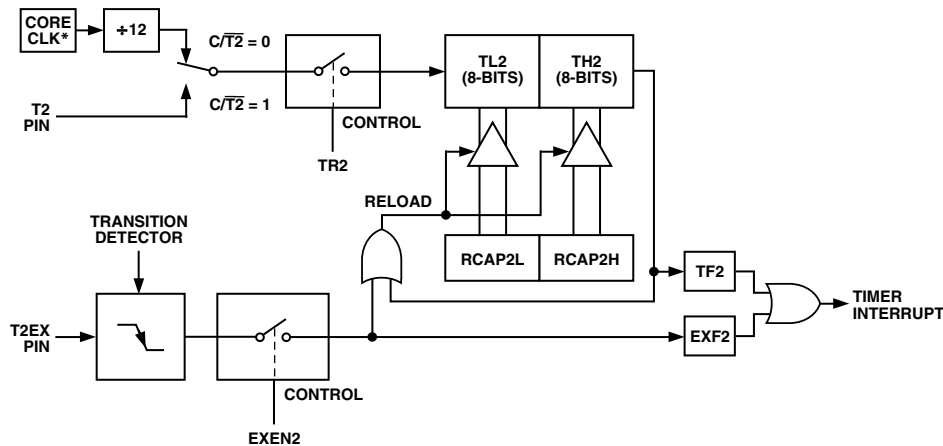 CORE
CLK*
÷12
C/T2̅ = 0
C/T2̅ = 1
T2
PIN
CONTROL
TR2
TL2
(8-BITS)
TH2
(8-BITS)
RELOAD
TRANSITION
DETECTOR
RCAP2L
RCAP2H
T2EX
PIN
CONTROL
EXEN2
TF2
EXF2
TIMER
INTERRUPT